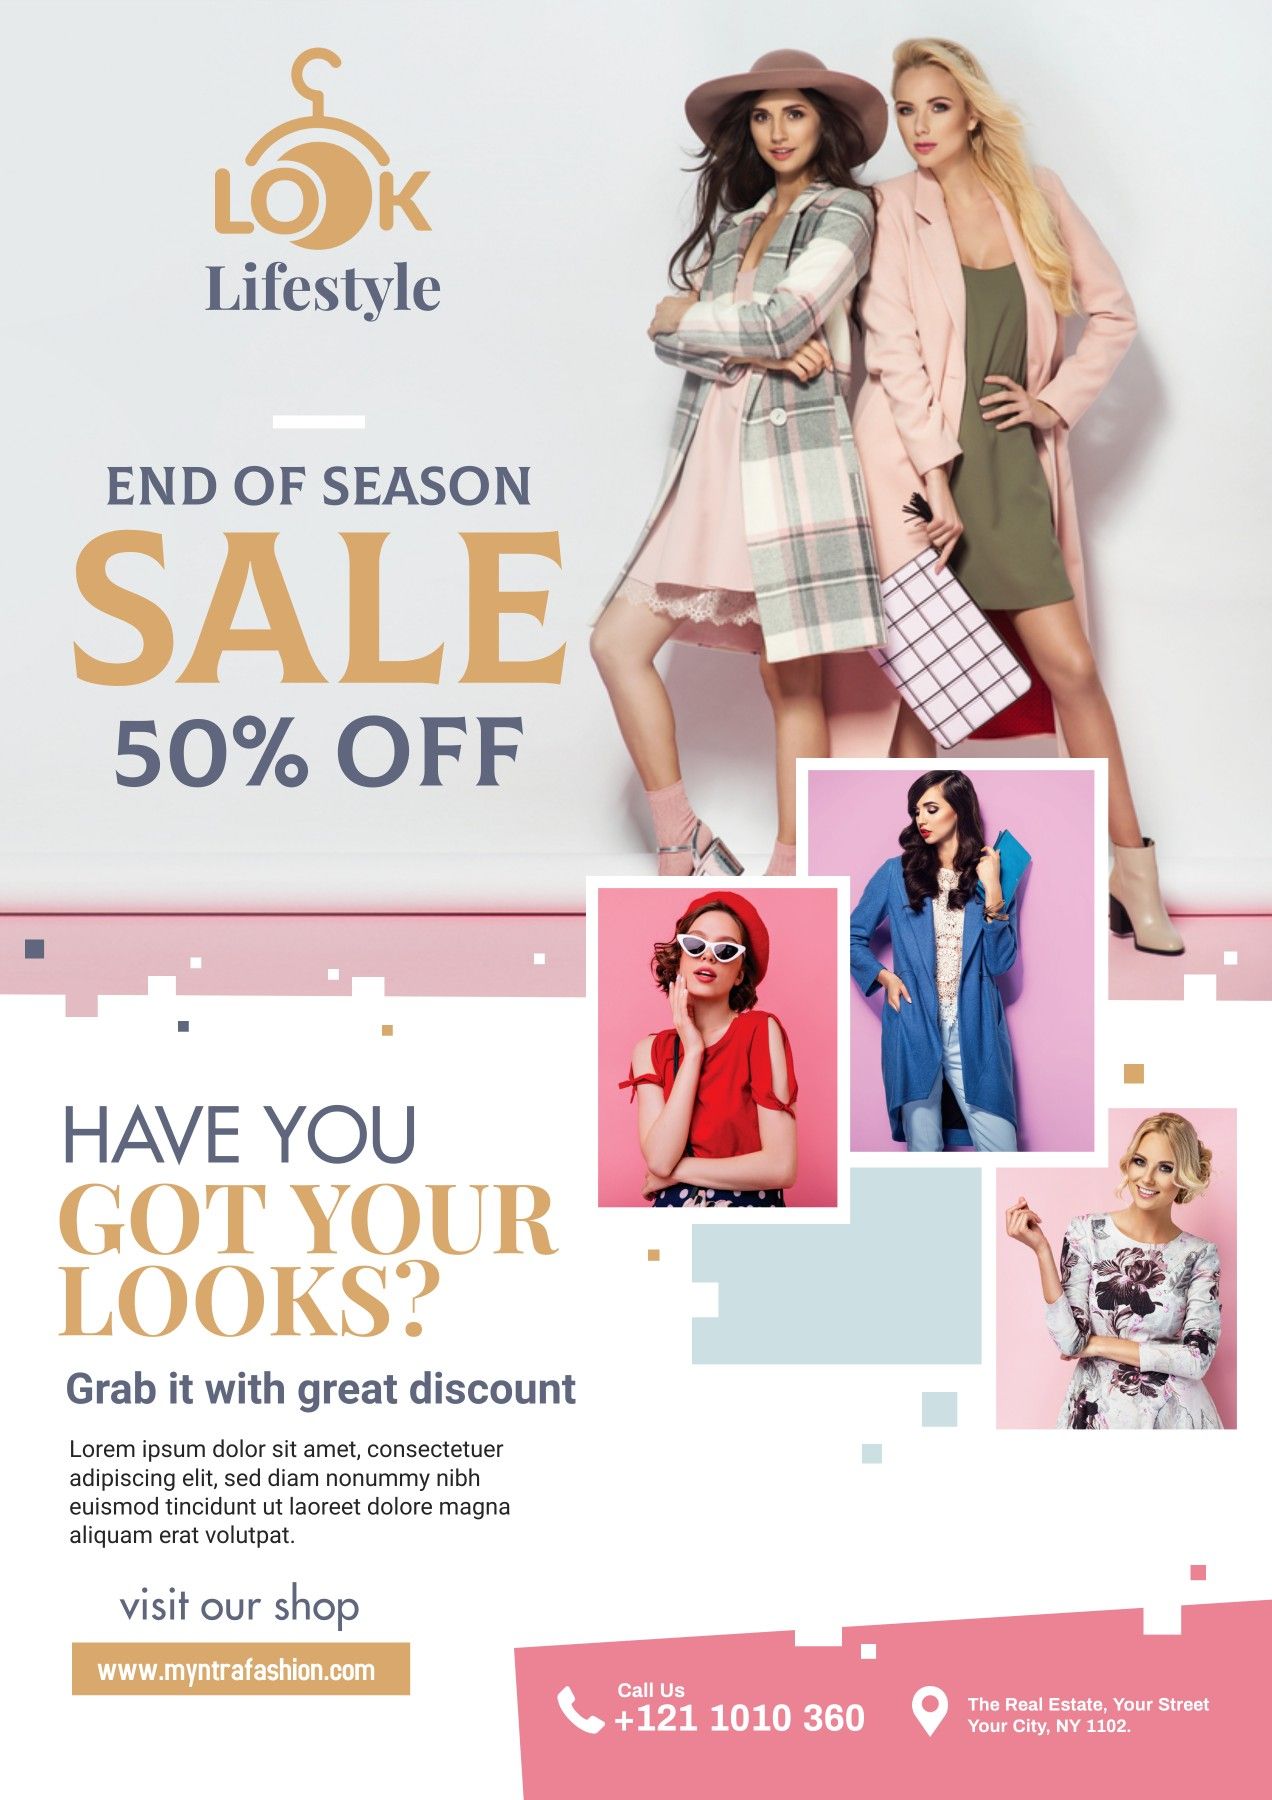 LOOK
Lifestyle
END OF SEASON
SALE
50% OFF
HAVE YOU
GOT YOUR
LOOKS?
Grab it with great discount
Lorem ipsum dolor sit amet, consectetuer
adipiscing elit, sed diam nonummy nibh
euismod tincidunt ut laoreet dolore magna
aliquam erat volutpat.
visit our shop
www.myntrafashion.com
Call Us
+121 1010 360
The Real Estate, Your Street
Your City, NY 1102.